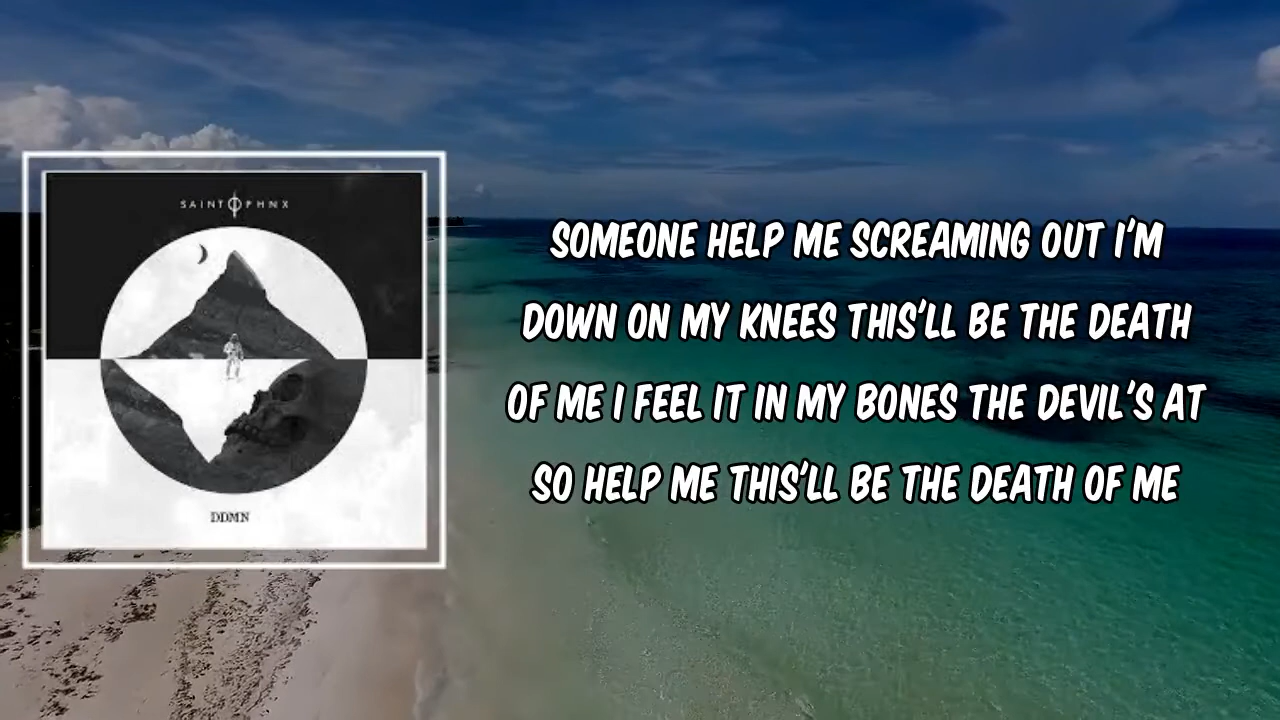 SAINT PHNX
DDMN
SOMEONE HELP ME SCREAMING OUT I'M
DOWN ON MY KNEES THIS'LL BE THE DEATH
OF ME I FEEL IT IN MY BONES THE DEVIL'S AT
SO HELP ME THIS'LL BE THE DEATH OF ME